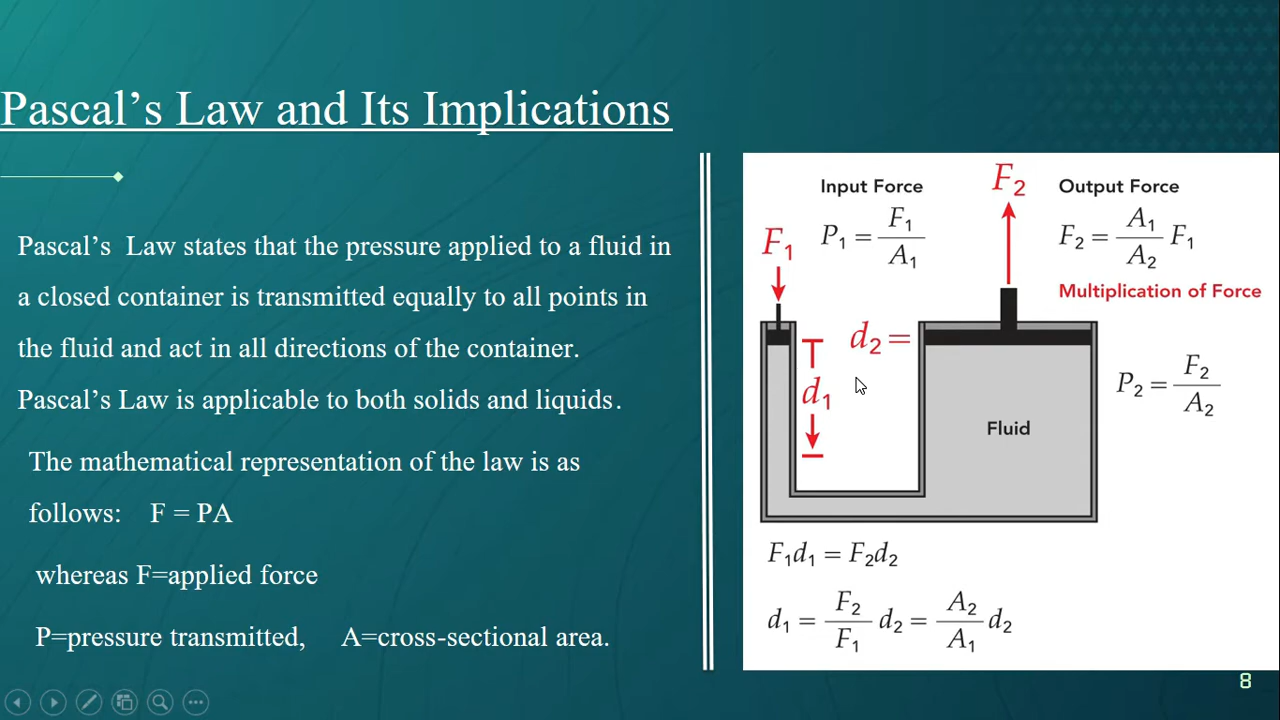 Pascal’s Law and Its Implications
Pascal’s Law states that the pressure applied to a fluid in
a closed container is transmitted equally to all points in
the fluid and act in all directions of the container.
Pascal’s Law is applicable to both solids and liquids.
The mathematical representation of the law is as
follows: F = PA
whereas F=applied force
P=pressure transmitted, A=cross-sectional area.
Input Force
P₁ = F₁/A₁
F₁
F₂
Output Force
F₂ = A₁/A₂ F₁
Multiplication of Force
d₂ =
d₁
P₂ = F₂/A₂
Fluid
F₁d₁ = F₂d₂
d₁ = F₂/F₁ d₂ = A₂/A₁ d₂
8